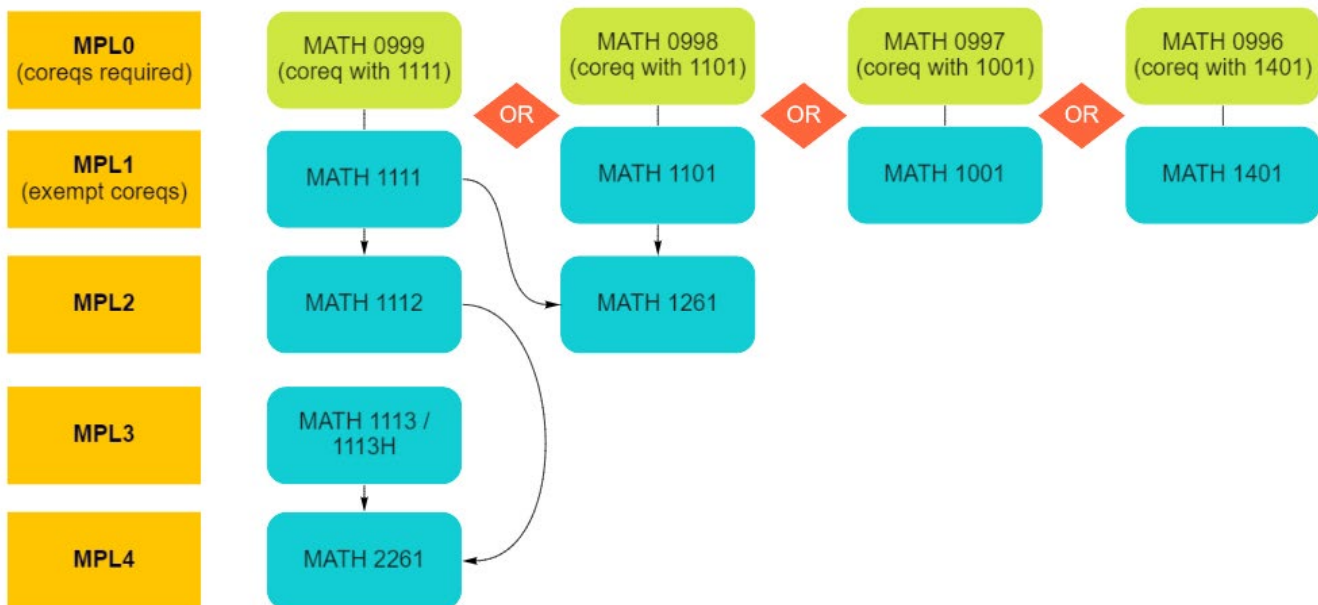 MPL0
(coreqs required)
MATH 0999
(coreq with 1111)
MATH 0998
(coreq with 1101)
MATH 0997
(coreq with 1001)
MATH 0996
(coreq with 1401)
OR
OR
OR
MPL1
(exempt coreqs)
MATH 1111
MATH 1101
MATH 1001
MATH 1401
MPL2
MATH 1112
MATH 1261
MPL3
MATH 1113 /
1113H
MPL4
MATH 2261